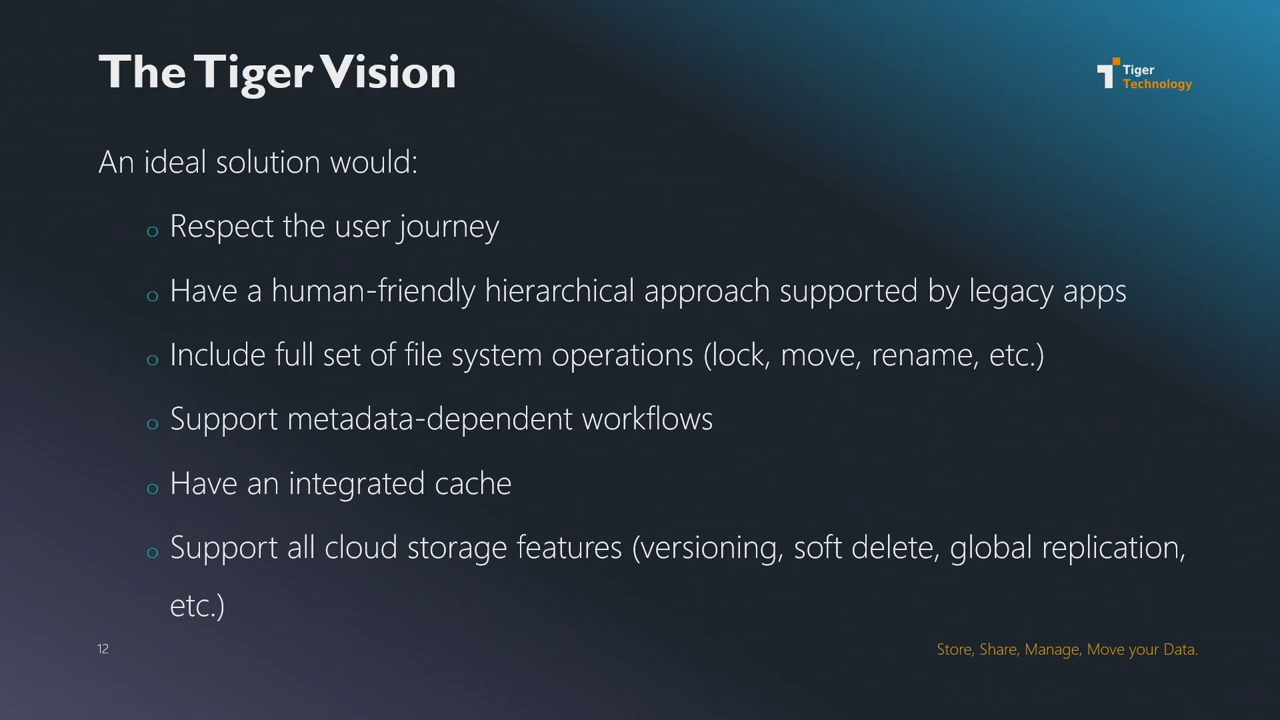 The Tiger Vision
Tiger
Technology
An ideal solution would:
o Respect the user journey
o Have a human-friendly hierarchical approach supported by legacy apps
o Include full set of file system operations (lock, move, rename, etc.)
o Support metadata-dependent workflows
o Have an integrated cache
o Support all cloud storage features (versioning, soft delete, global replication,
etc.)
12
Store, Share, Manage, Move your Data.